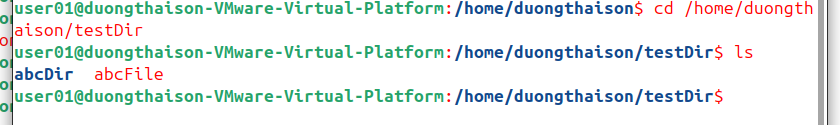 user01@duongthaison-VMware-Virtual-Platform:/home/duongthaison$ cd /home/duongth
aison/testDir
user01@duongthaison-VMware-Virtual-Platform:/home/duongthaison/testDir$ ls
abcDir  abcFile
user01@duongthaison-VMware-Virtual-Platform:/home/duongthaison/testDir$